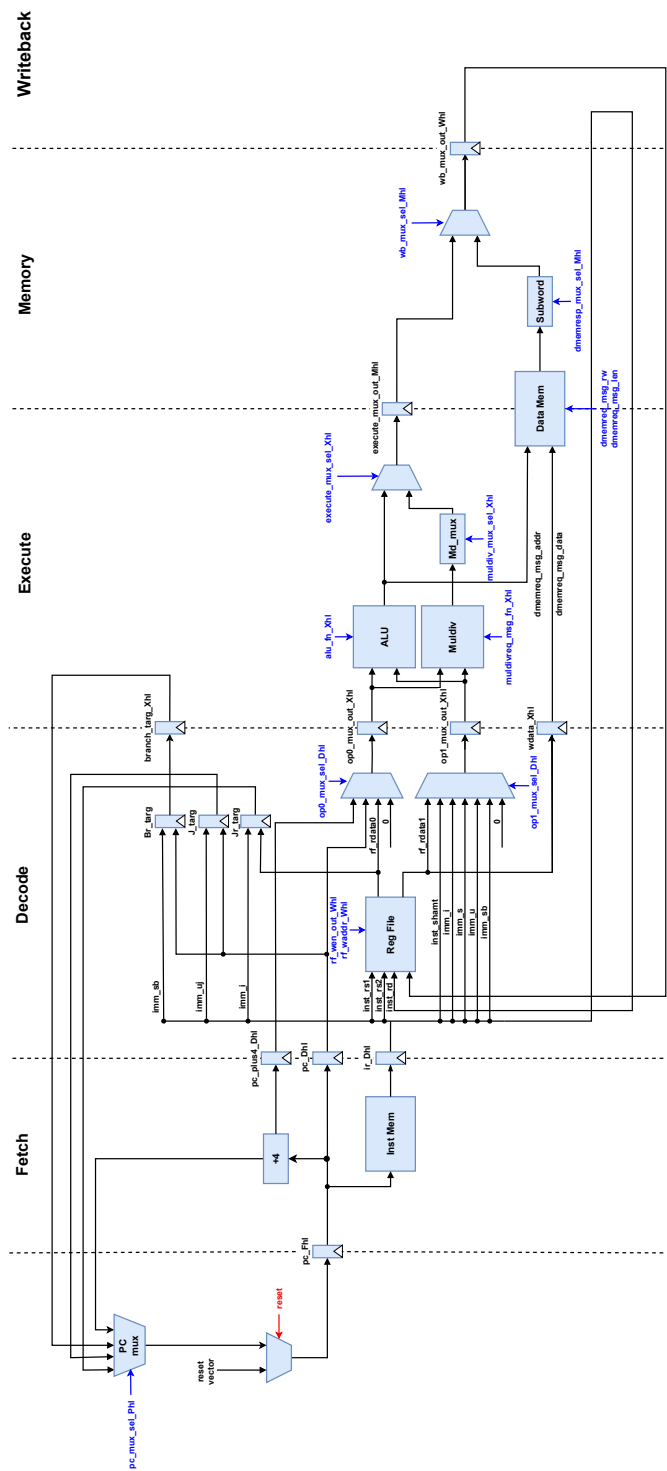 Fetch
Decode
Execute
Memory
Writeback
pc_mux_sel_Phl
PC
mux
reset
vector
reset
pc_Fhl
+4
Inst Mem
pc_plus4_Dhl
pc_Dhl
ir_Dhl
imm_sb
imm_uj
imm_i
inst_rs1
inst_rs2
inst_rd
rf_wen_out_Whl
rf_waddr_Whl
Reg File
Br_targ
J_targ
Jr_targ
rf_rdata0
0
op0_mux_sel_Dhl
rf_rdata1
inst_shamt
imm_i
imm_s
imm_u
imm_sb
0
op1_mux_sel_Dhl
branch_targ_Xhl
op0_mux_out_Xhl
op1_mux_out_Xhl
wdata_Xhl
alu_fn_Xhl
ALU
Muldiv
muldivreq_msg_fn_Xhl
Md_mux
muldiv_mux_sel_Xhl
execute_mux_sel_Xhl
dmemreq_msg_addr
dmemreq_msg_data
execute_mux_out_Mhl
Data Mem
dmemreq_msg_rw
dmemreq_msg_len
Subword
dmemresp_mux_sel_Mhl
wb_mux_sel_Mhl
wb_mux_out_Whl